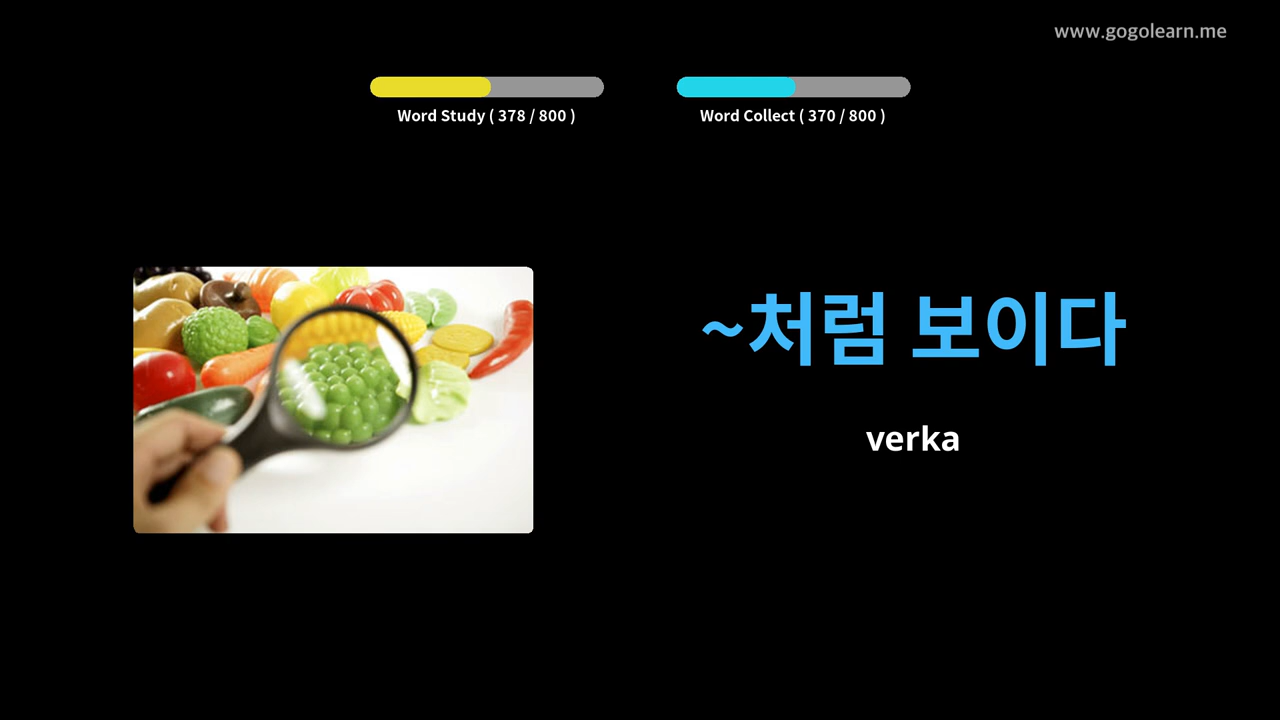 www.gogolearn.me
Word Study ( 378 / 800 )
Word Collect ( 370 / 800 )
~처럼 보이다
verka